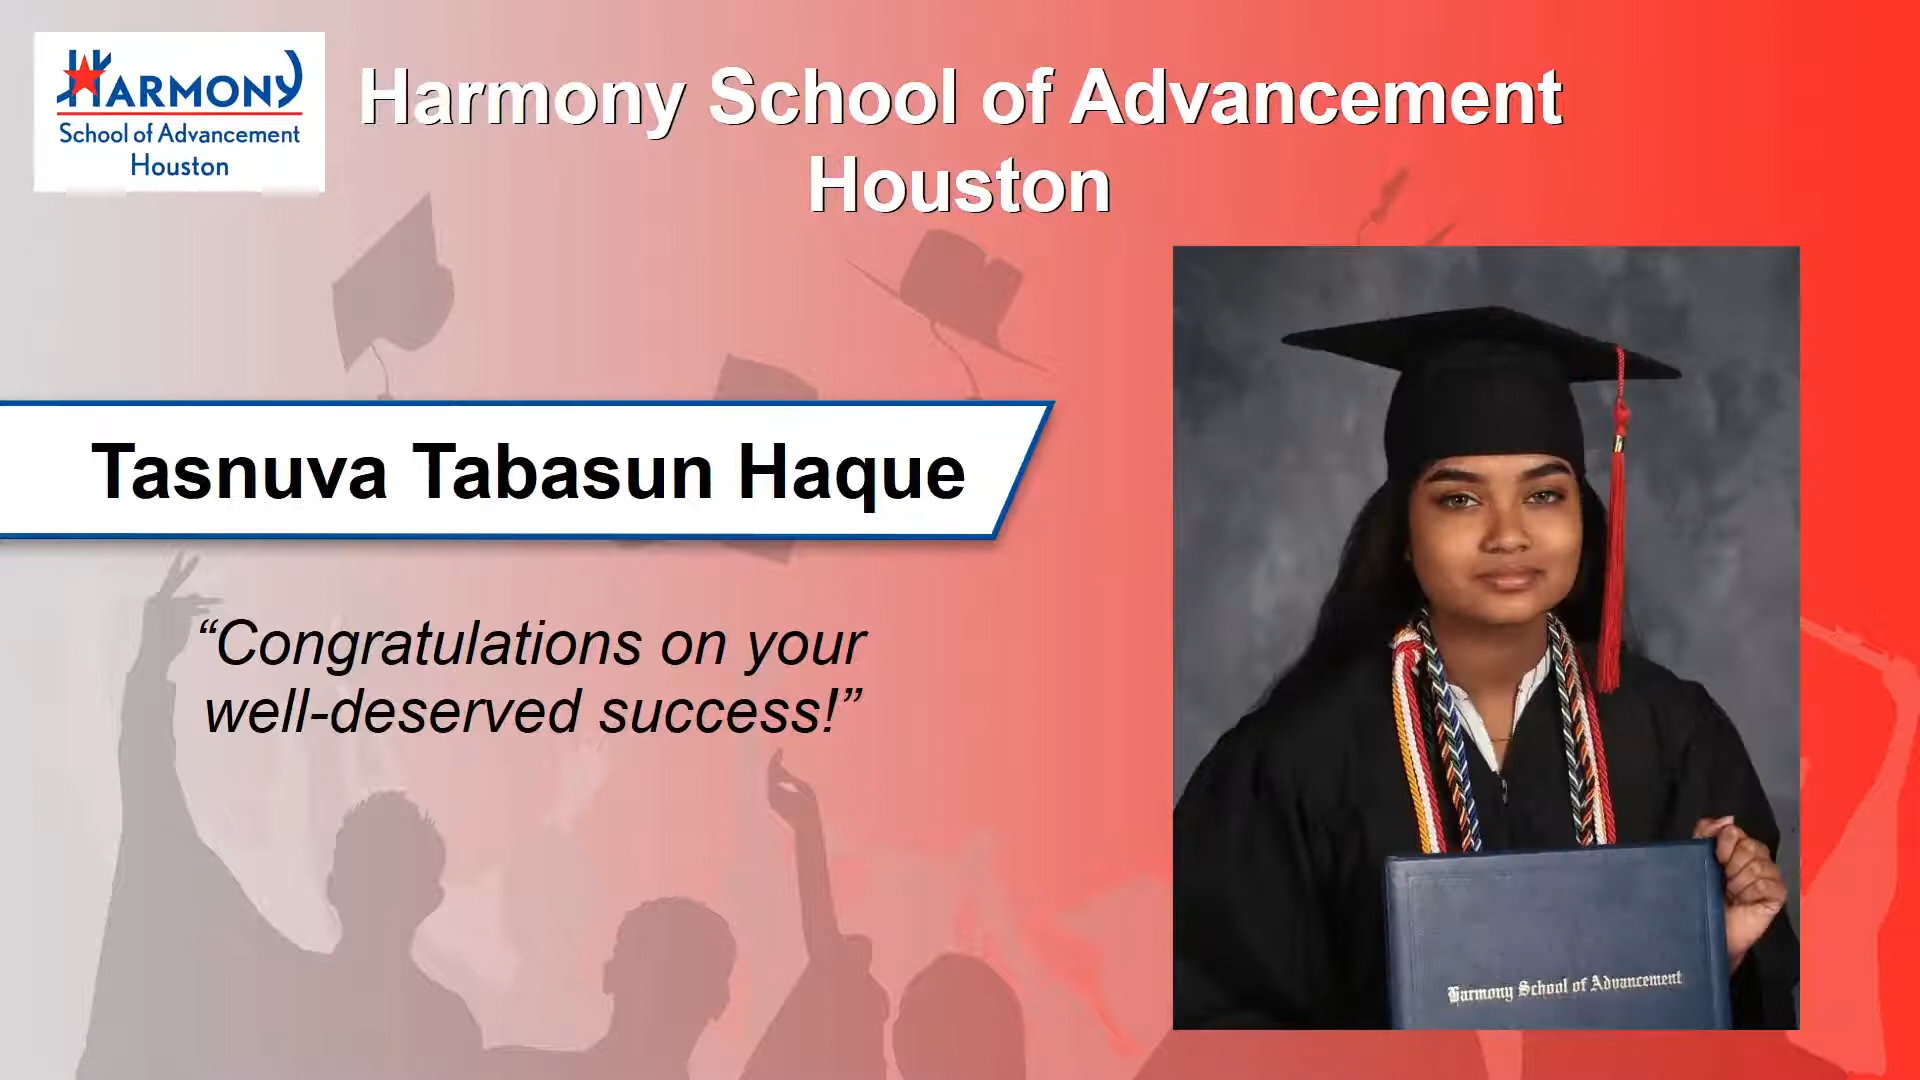 HARMONY
School of Advancement
Houston
Harmony School of Advancement
Houston
Tasnuva Tabasun Haque
“Congratulations on your
well-deserved success!”
Harmony School of Advancement